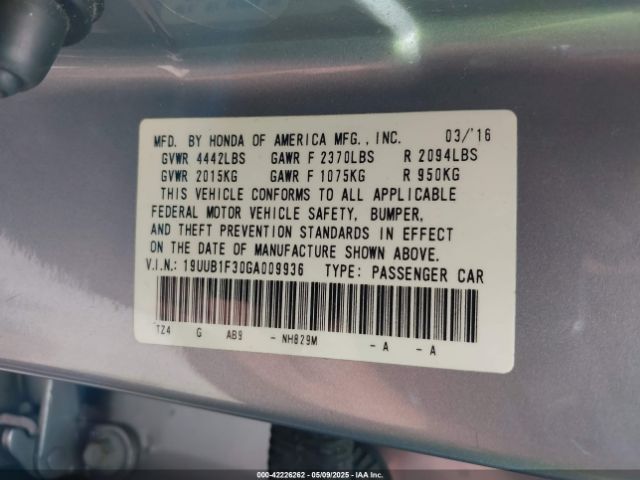 MFD. BY HONDA OF AMERICA MFG., INC. 03/'16
GVWR 4442LBS GAWR F 2370LBS R 2094LBS
GVWR 2015KG GAWR F 1075KG R 950KG
THIS VEHICLE CONFORMS TO ALL APPLICABLE
FEDERAL MOTOR VEHICLE SAFETY, BUMPER,
AND THEFT PREVENTION STANDARDS IN EFFECT
ON THE DATE OF MANUFACTURE SHOWN ABOVE.
V.I.N.: 19UUB1F30GA009936 TYPE: PASSENGER CAR
TZ4 G AB9 - NH829M - A - A
000-42226262 - 05/09/2025 - IAAI.COM